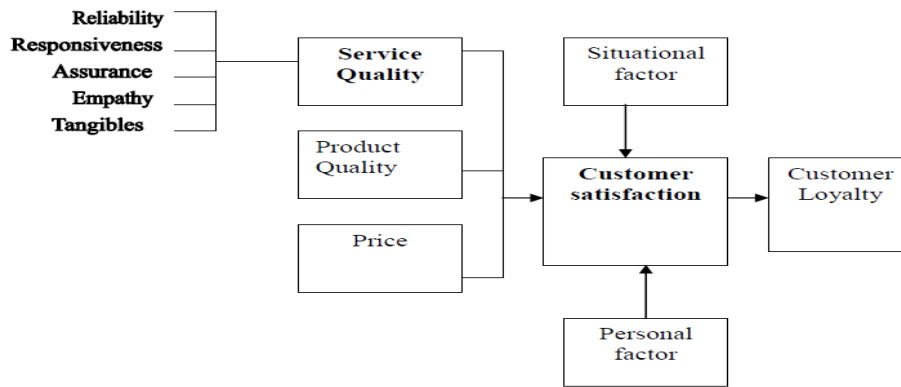 Reliability
Responsiveness
Assurance
Empathy
Tangibles
Service
Quality
Product
Quality
Price
Situational
factor
Customer
satisfaction
Personal
factor
Customer
Loyalty